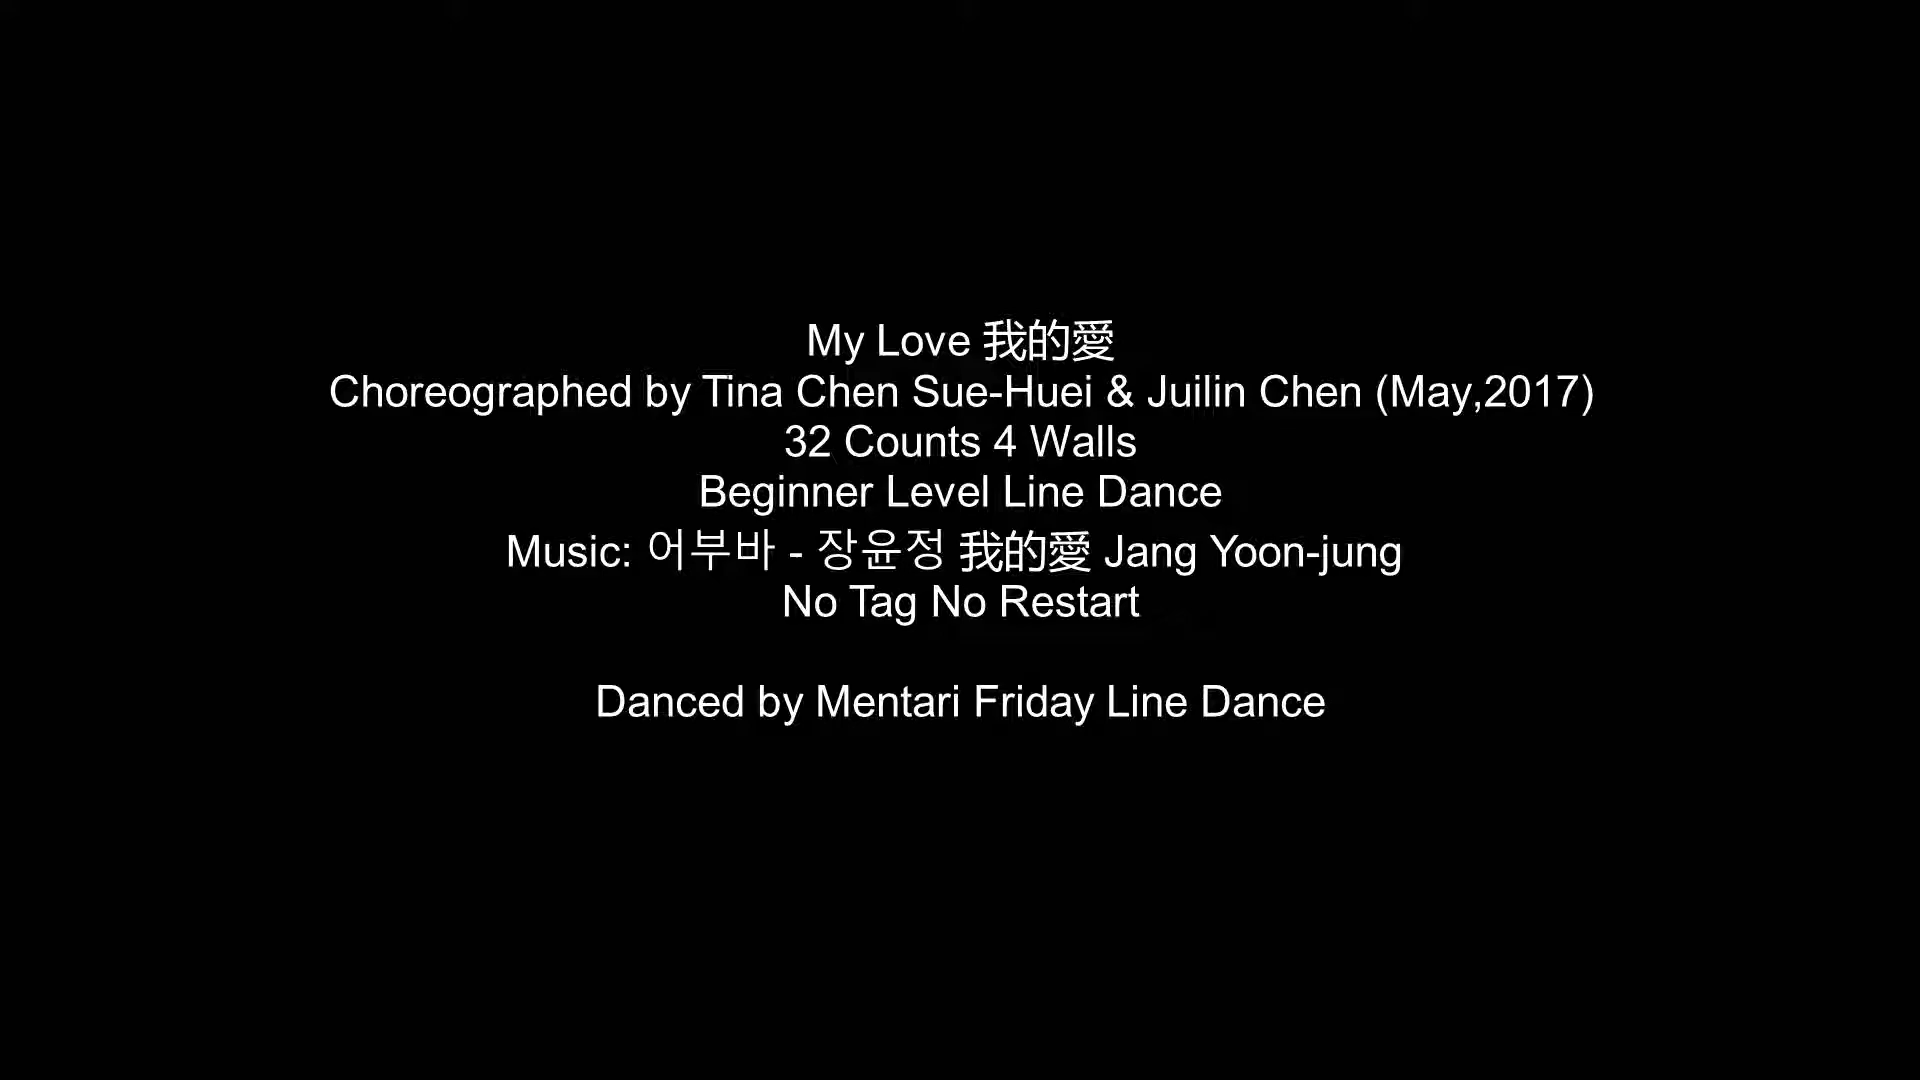 My Love 我的愛
Choreographed by Tina Chen Sue-Huei & Juilin Chen (May,2017)
32 Counts 4 Walls
Beginner Level Line Dance
Music: 어부바 - 장윤정 我的愛 Jang Yoon-jung
No Tag No Restart
Danced by Mentari Friday Line Dance